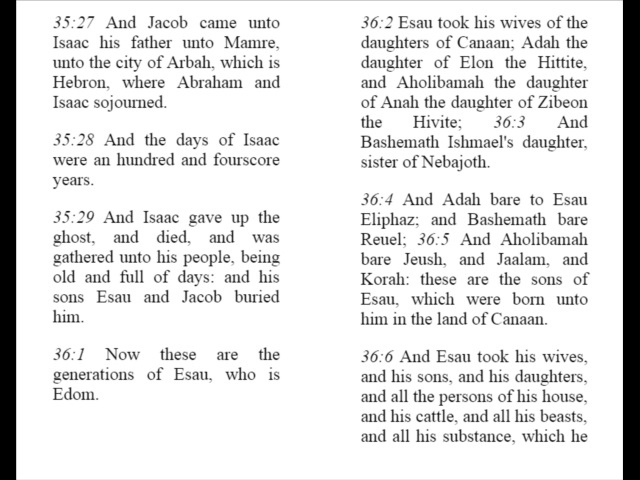 35:27 And Jacob came unto
Isaac his father unto Mamre,
unto the city of Arbah, which is
Hebron, where Abraham and
Isaac sojourned.
35:28 And the days of Isaac
were an hundred and fourscore
years.
35:29 And Isaac gave up the
ghost, and died, and was
gathered unto his people, being
old and full of days: and his
sons Esau and Jacob buried
him.
36:1 Now these are the
generations of Esau, who is
Edom.
36:2 Esau took his wives of the
daughters of Canaan; Adah the
daughter of Elon the Hittite,
and Aholibamah the daughter
of Anah the daughter of Zibeon
the Hivite; 36:3 And
Bashemath Ishmael's daughter,
sister of Nebajoth.
36:4 And Adah bare to Esau
Eliphaz; and Bashemath bare
Reuel; 36:5 And Aholibamah
bare Jeush, and Jaalam, and
Korah: these are the sons of
Esau, which were born unto
him in the land of Canaan.
36:6 And Esau took his wives,
and his sons, and his daughters,
and all the persons of his house,
and his cattle, and all his beasts,
and all his substance, which he